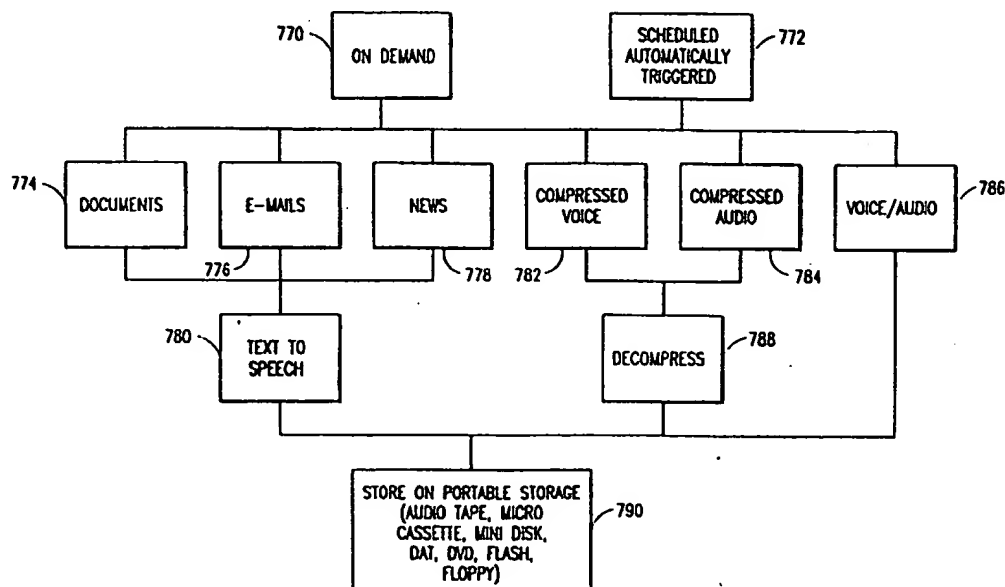 770
ON DEMAND
SCHEDULED
AUTOMATICALLY
TRIGGERED
772
774
DOCUMENTS
E-MAILS
776
NEWS
778
COMPRESSED
VOICE
782
COMPRESSED
AUDIO
784
VOICE/AUDIO
786
780
TEXT TO
SPEECH
DECOMPRESS
788
STORE ON PORTABLE STORAGE
(AUDIO TAPE, MICRO
CASSETTE, MINI DISK,
DAT, DVD, FLASH,
FLOPPY)
790